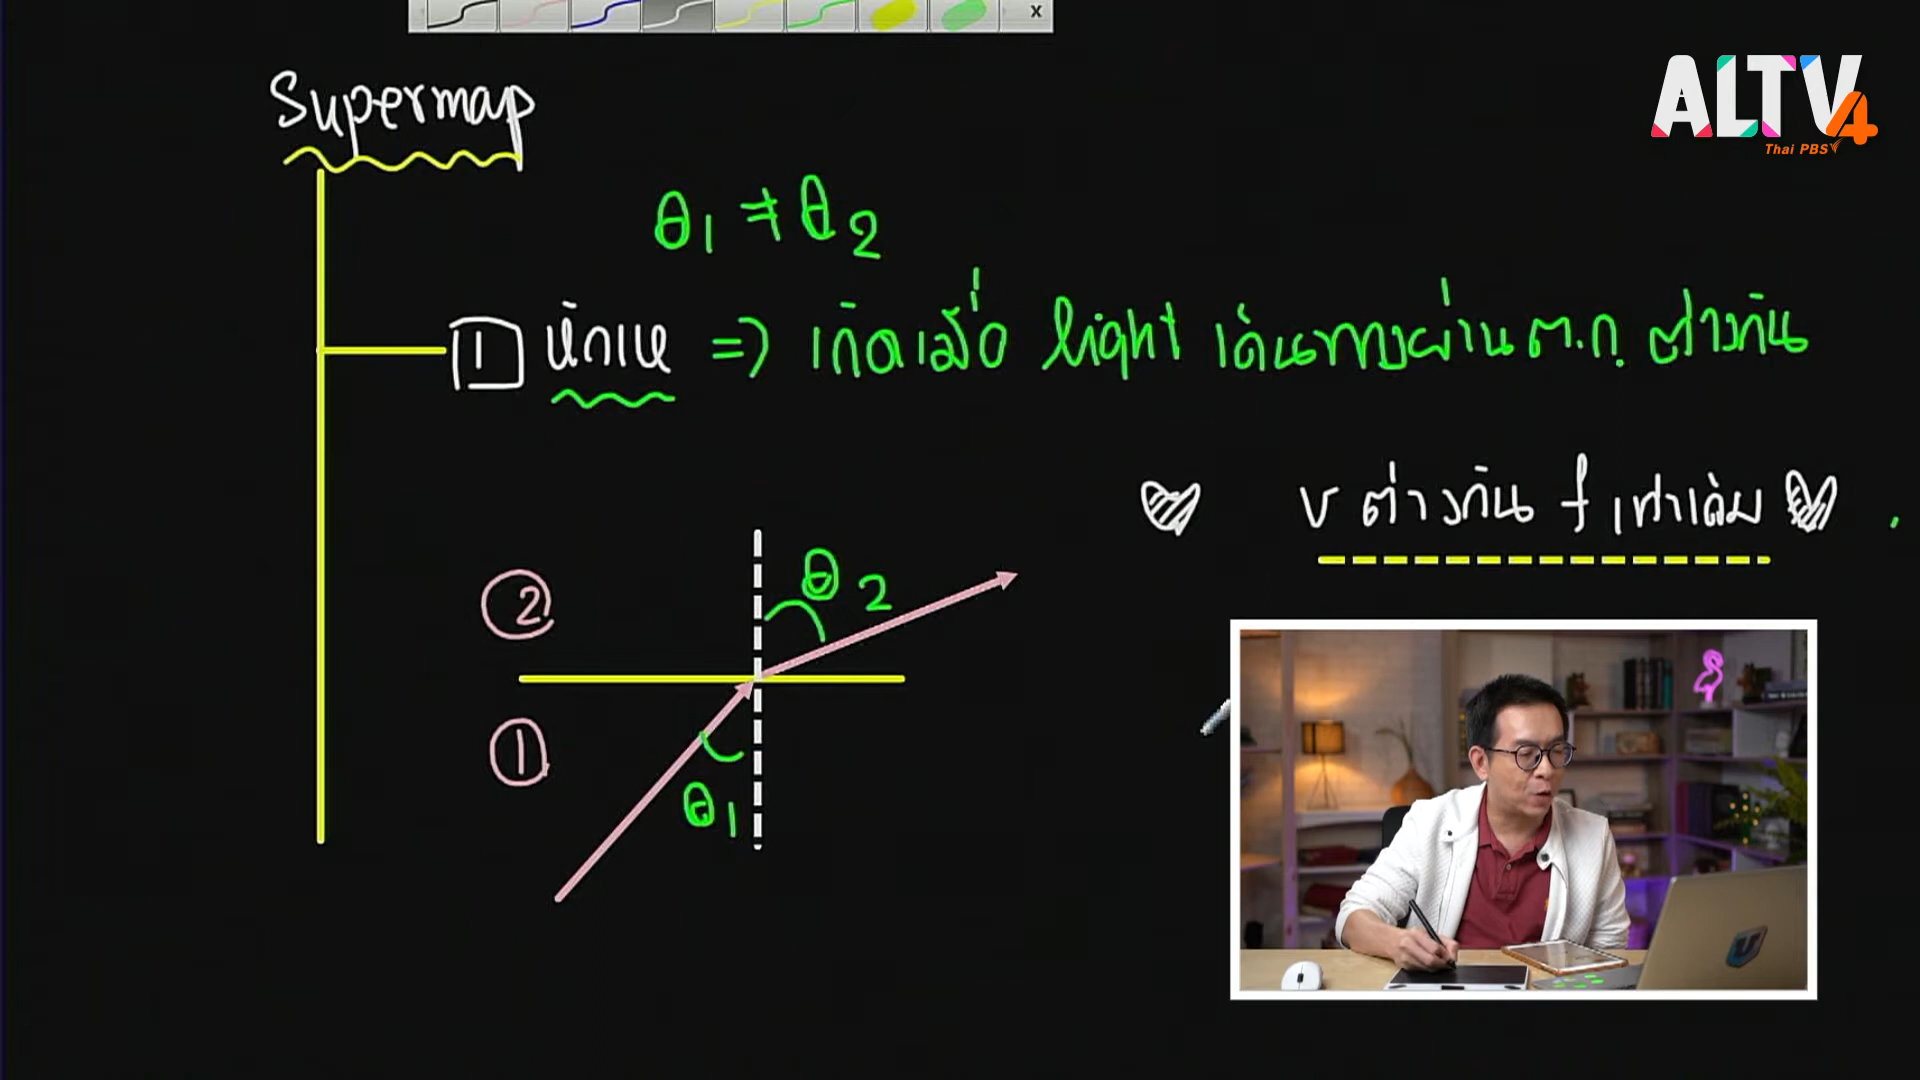 ALTV4
Thai PBS
x
Supermap
θ1 ≠ θ2
1 หักเห => เกิดเมื่อ light เดินทางผ่าน ต.ก. ต่างกัน
v ต่างกัน f เท่าเดิม
2
θ2
1
θ1